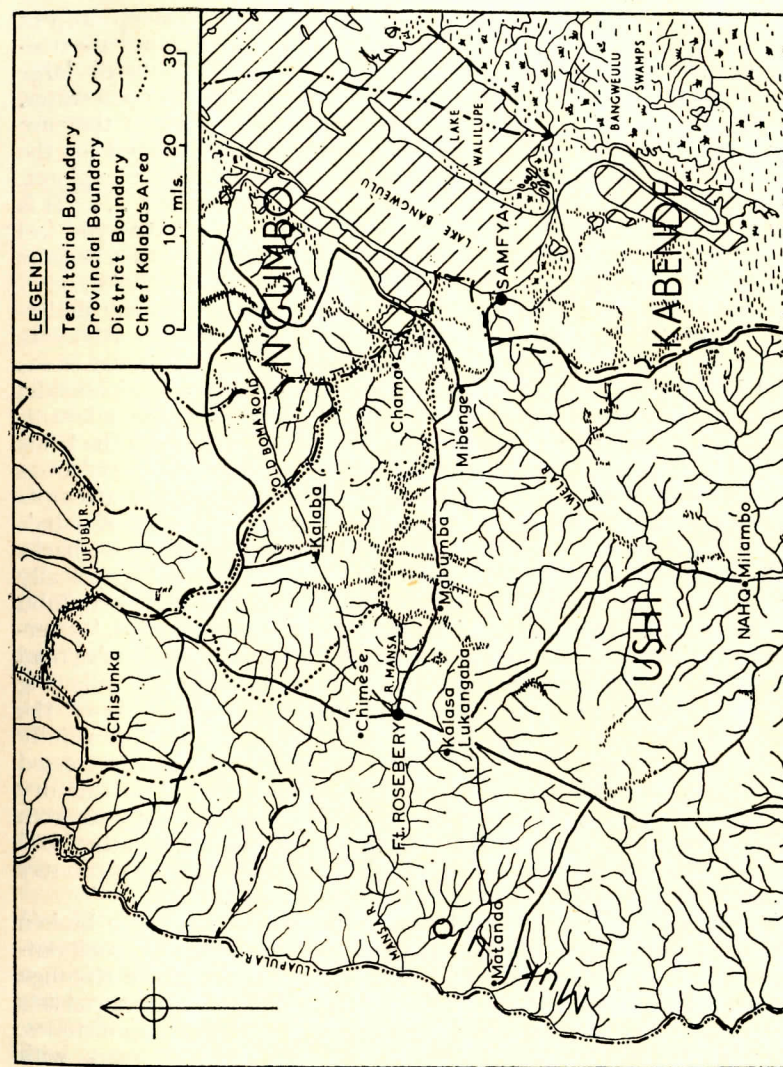 LEGEND
Territorial Boundary
Provincial Boundary
District Boundary
Chief Kalaba's Area
0 10 20 30
mls.
LUFUBU R.
Chisunka
OLD BOMA ROAD
NGUMBO
LAKE BANGWEULU
LAKE
WALILUPE
BANGWEULU
SWAMPS
Kalaba
Chama
SAMFYA
Mibenge
KABENDE
Chimese
R. MANSA
Mabumba
Ft. ROSEBERY
Kalasa
Lukangaba
LWELA R.
USHI
NAHQ
Milambo
LUAPULA R.
MANSA R.
Matanda
Mukulo